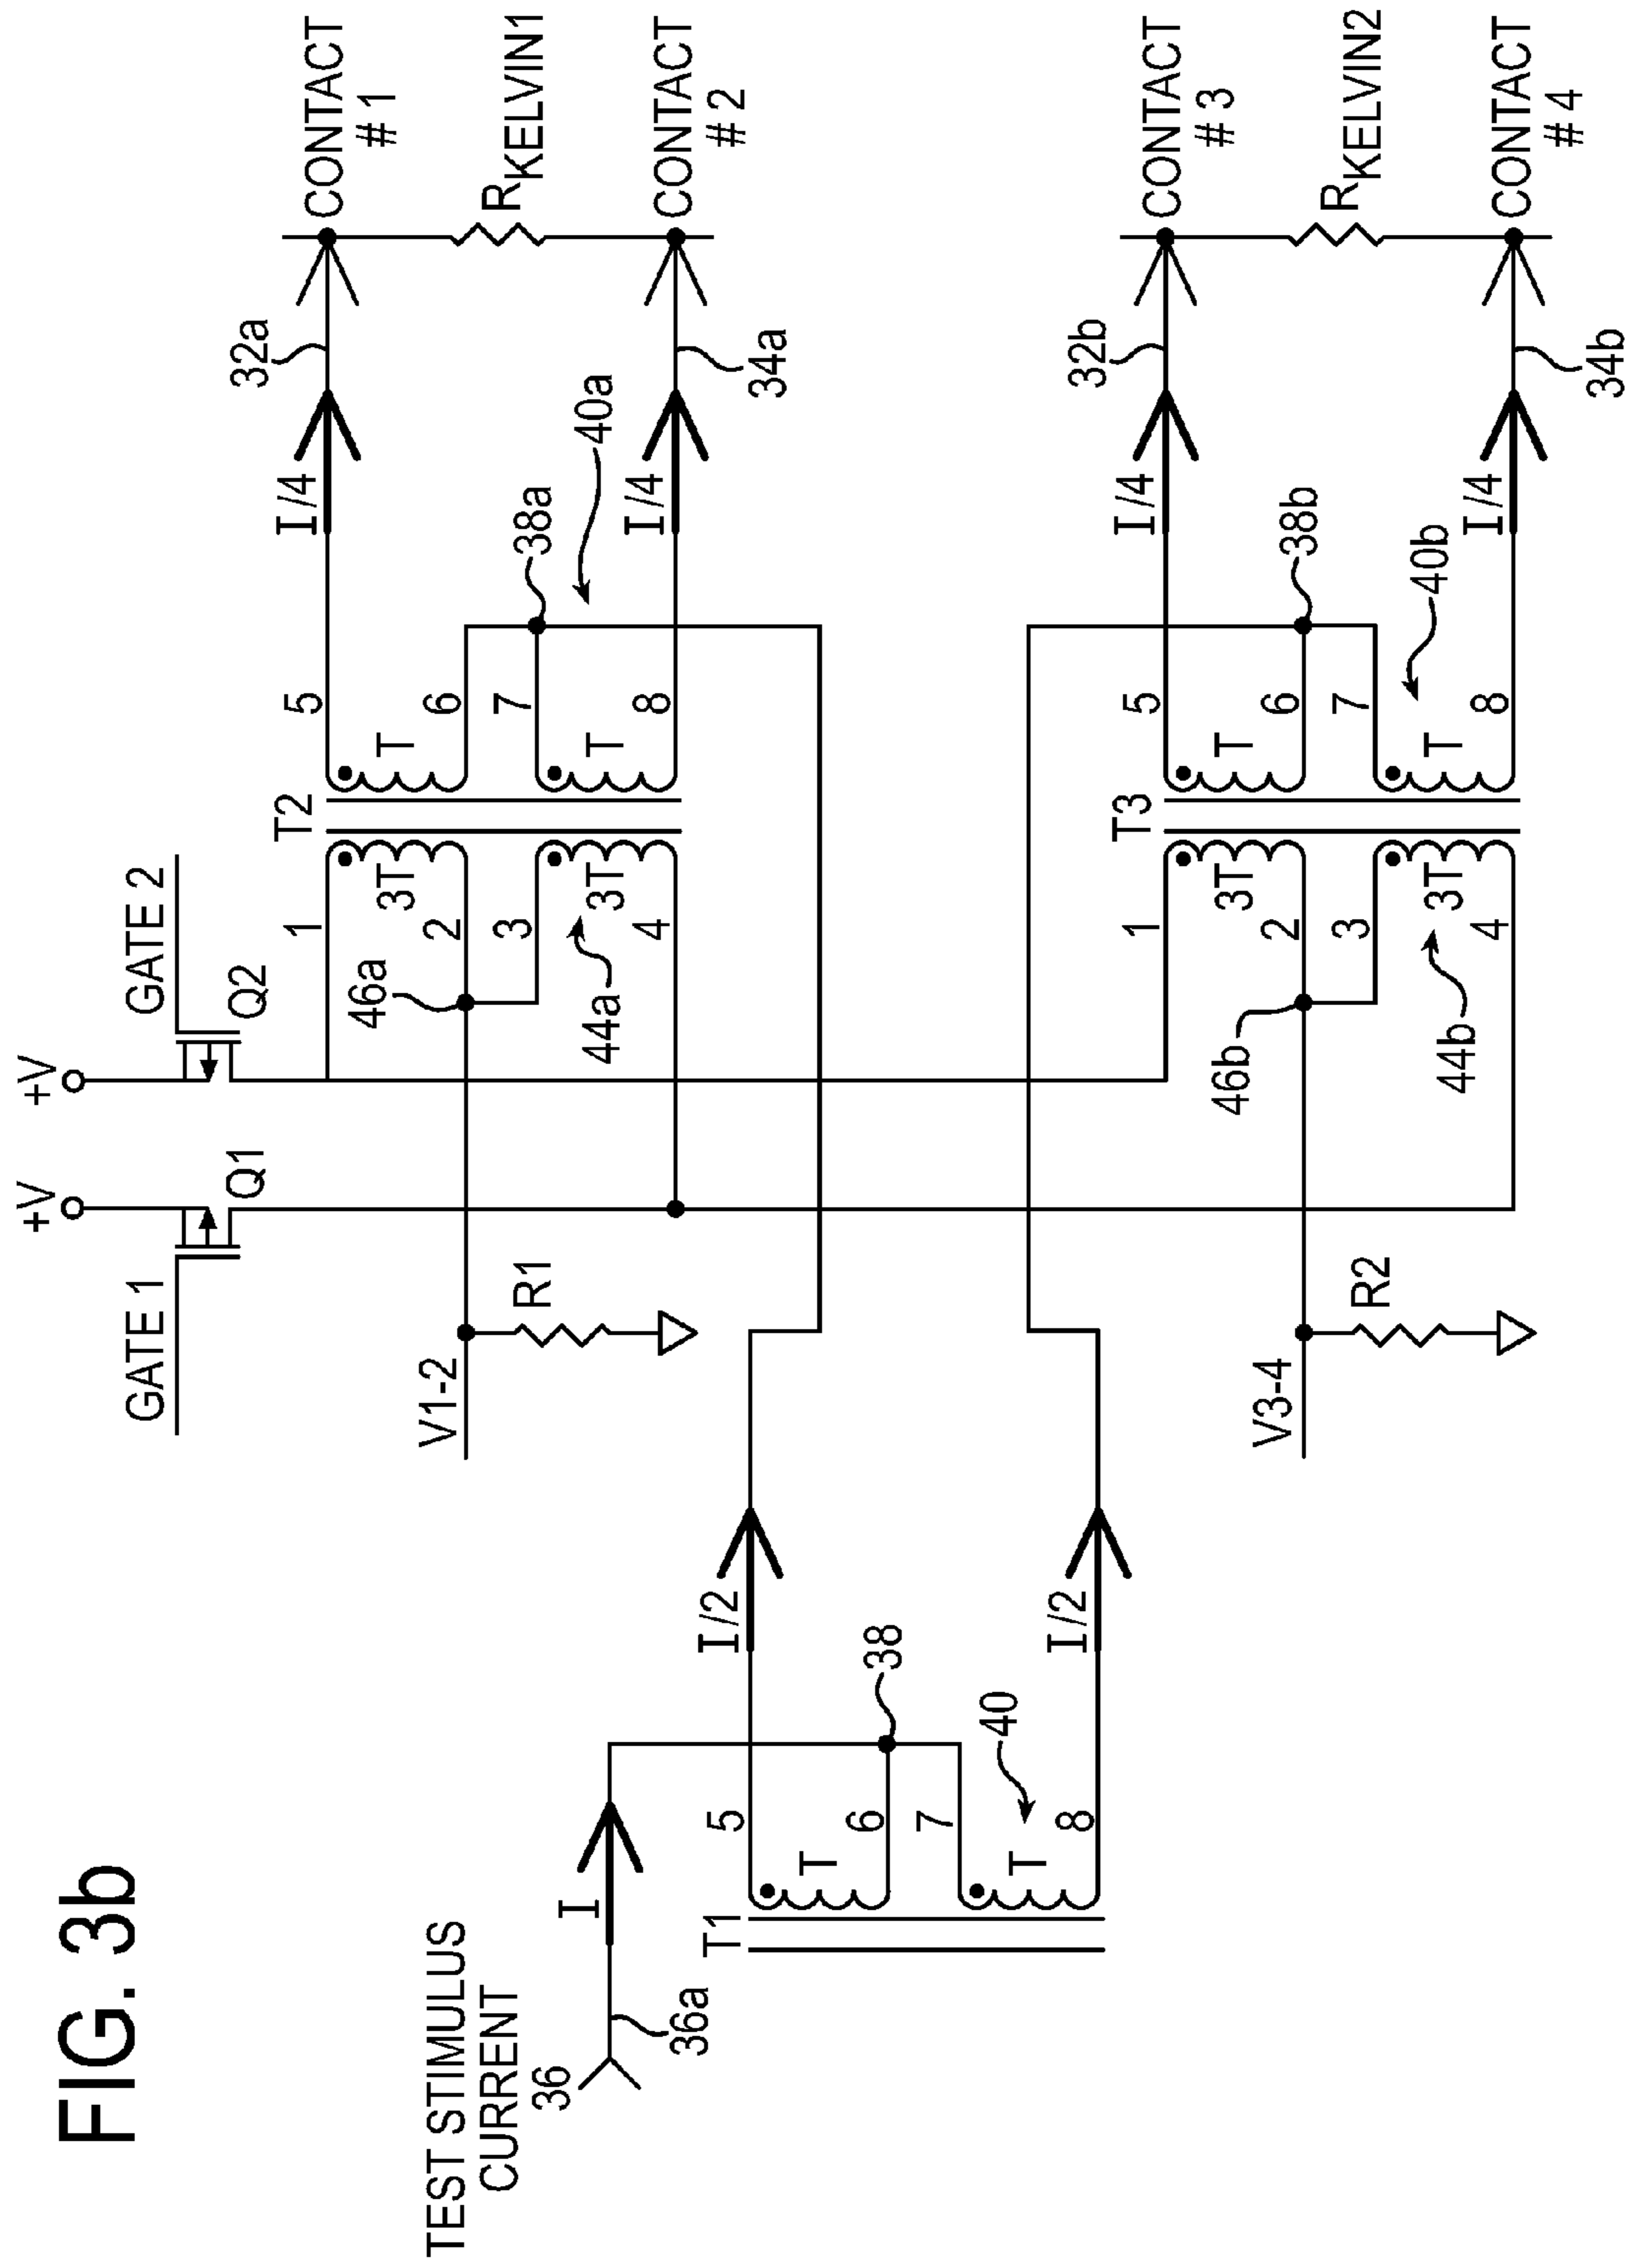 FIG. 3b
TEST STIMULUS
CURRENT
36
36a
I
T1
5
6
7
8
T
T
38
40
I/2
I/2
+V
+V
GATE 1
GATE 2
Q1
Q2
V1-2
R1
V3-4
R2
46a
44a
1
2
3
4
3T
3T
T2
T
T
5
6
7
8
38a
40a
I/4
I/4
32a
34a
CONTACT
#1
RKELVIN1
CONTACT
#2
46b
44b
1
2
3
4
3T
3T
T3
T
T
5
6
7
8
38b
40b
I/4
I/4
32b
34b
CONTACT
#3
RKELVIN2
CONTACT
#4